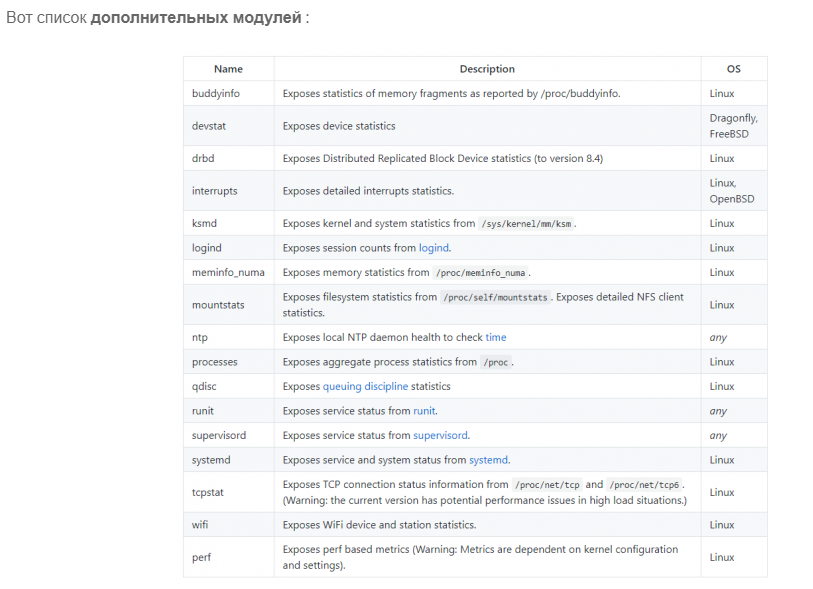 Вот список дополнительных модулей :
Name Description OS
buddyinfo Exposes statistics of memory fragments as reported by /proc/buddyinfo. Linux
devstat Exposes device statistics Dragonfly,
FreeBSD
drbd Exposes Distributed Replicated Block Device statistics (to version 8.4) Linux
interrupts Exposes detailed interrupts statistics. Linux,
OpenBSD
ksmd Exposes kernel and system statistics from /sys/kernel/mm/ksm . Linux
logind Exposes session counts from logind. Linux
meminfo_numa Exposes memory statistics from /proc/meminfo_numa . Linux
mountstats Exposes filesystem statistics from /proc/self/mountstats . Exposes detailed NFS client
statistics. Linux
ntp Exposes local NTP daemon health to check time any
processes Exposes aggregate process statistics from /proc . Linux
qdisc Exposes queuing discipline statistics Linux
runit Exposes service status from runit. any
supervisord Exposes service status from supervisord. any
systemd Exposes service and system status from systemd. Linux
tcpstat Exposes TCP connection status information from /proc/net/tcp and /proc/net/tcp6 .
(Warning: the current version has potential performance issues in high load situations.) Linux
wifi Exposes WiFi device and station statistics. Linux
perf Exposes perf based metrics (Warning: Metrics are dependent on kernel configuration
and settings). Linux